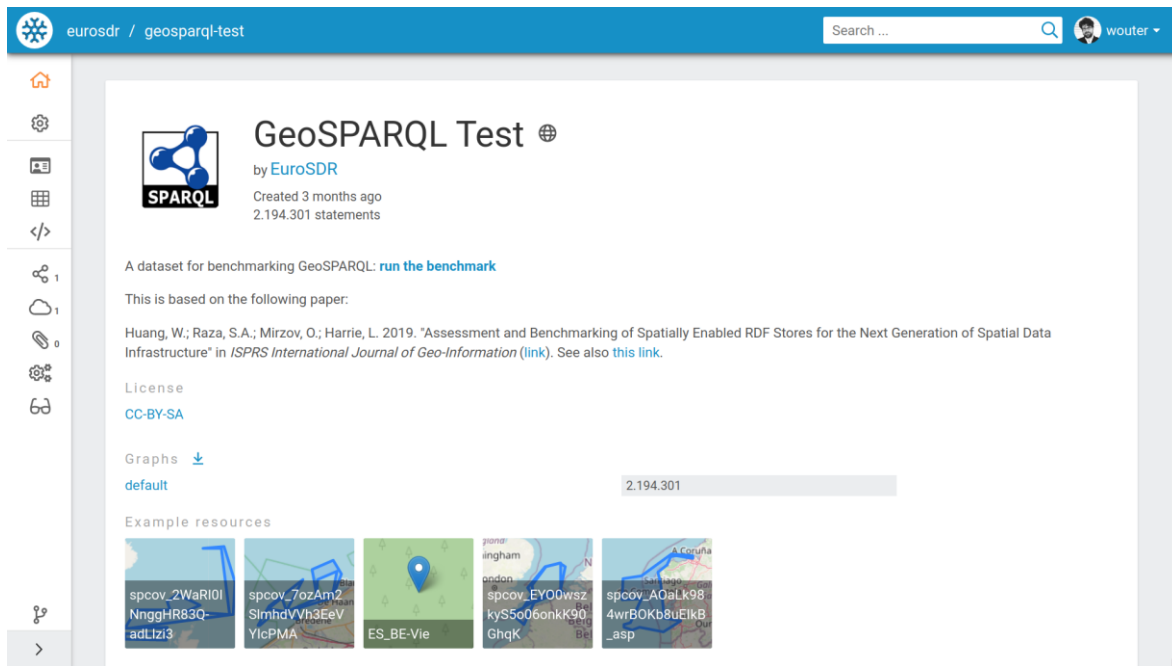 eurosdr / geosparql-test
Search ...
wouter
GeoSPARQL Test
by EuroSDR
SPARQL
Created 3 months ago
2.194.301 statements
A dataset for benchmarking GeoSPARQL: run the benchmark
This is based on the following paper:
Huang, W.; Raza, S.A.; Mirzov, O.; Harrie, L. 2019. "Assessment and Benchmarking of Spatially Enabled RDF Stores for the Next Generation of Spatial Data
Infrastructure" in ISPRS International Journal of Geo-Information (link). See also this link.
1
1
0
License
CC-BY-SA
Graphs
default
2.194.301
Example resources
ingham
A Coruña
ondon
Santiago
spcov_2WaRI0I
NnggHR83Q-
adLIzi3
spcov_7ozAm2
SlmhdVVh3EeV
YIcPMA
ES_BE-Vie
spcov_EYO0wsz
kyS5o06onkK90
GhqK
spcov_AOaLk98
4wrBOKb8uElkB
_asp